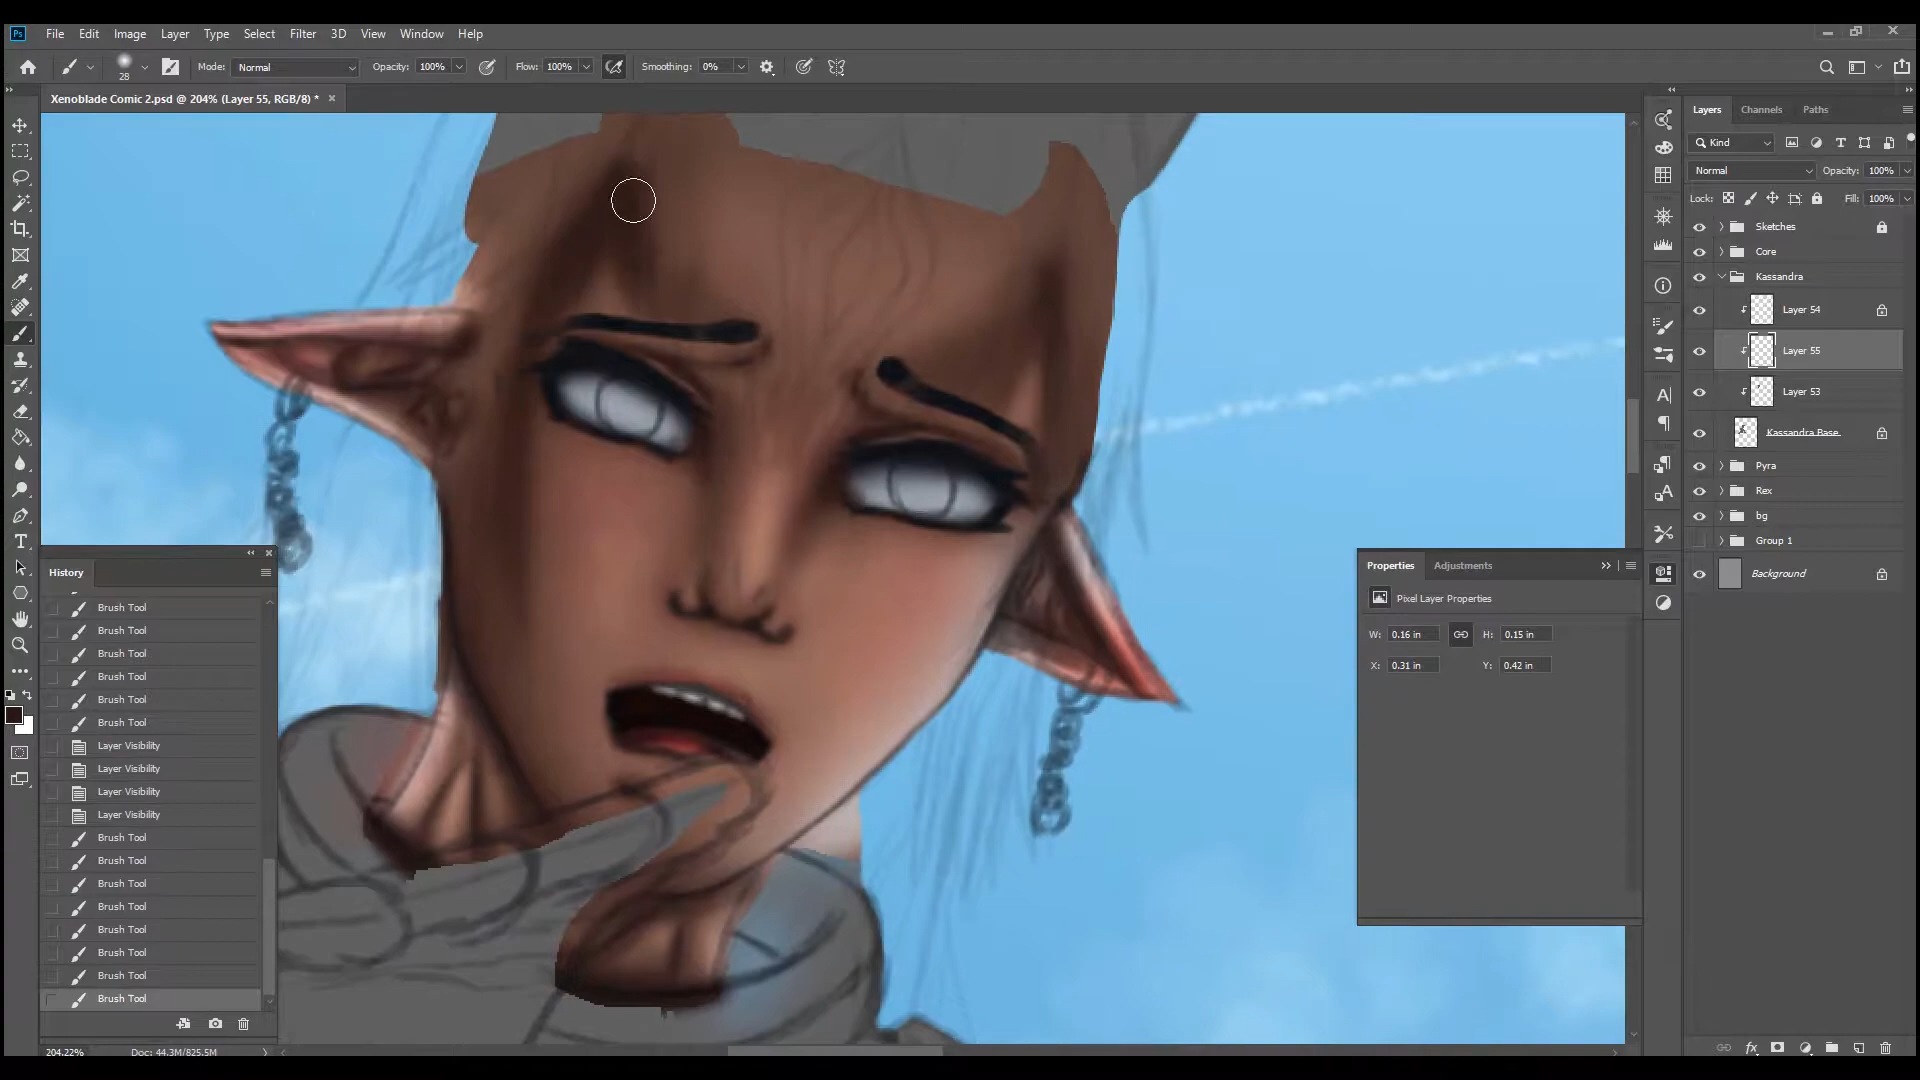 Ps File Edit Image Layer Type Select Filter 3D View Window Help
28 Mode: Normal Opacity: 100% Flow: 100% Smoothing: 0%
Xenoblade Comic 2.psd @ 204% (Layer 55, RGB/8) * ×
Layers Channels Paths
Kind
Normal Opacity: 100%
Lock: Fill: 100%
Sketches
Core
Kassandra
Layer 54
Layer 55
Layer 53
Kassandra Base
Pyra
Rex
bg
Group 1
Background
History
Brush Tool
Brush Tool
Brush Tool
Brush Tool
Brush Tool
Brush Tool
Layer Visibility
Layer Visibility
Layer Visibility
Layer Visibility
Brush Tool
Brush Tool
Brush Tool
Brush Tool
Brush Tool
Brush Tool
Brush Tool
Brush Tool
Properties Adjustments
Pixel Layer Properties
W: 0.16 in H: 0.15 in
X: 0.31 in Y: 0.42 in
204.22% Doc: 44.3M/825.5M